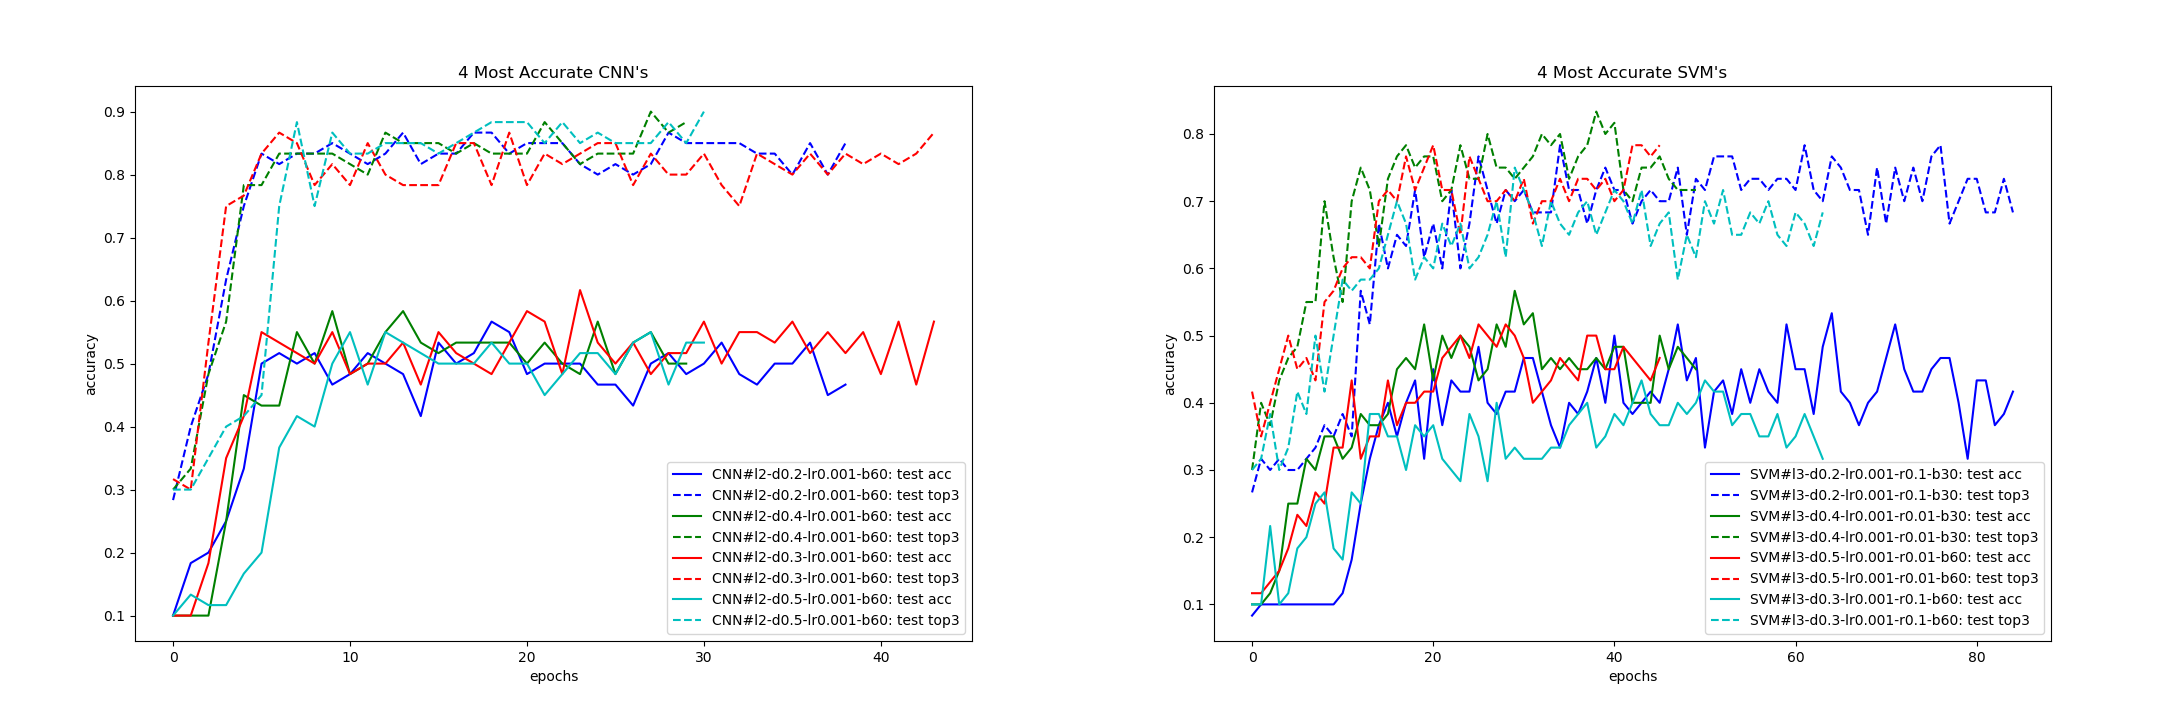 4 Most Accurate CNN's
accuracy
0.9
0.8
0.7
0.6
0.5
0.4
0.3
0.2
0.1
0
10
20
30
40
epochs
CNN#l2-d0.2-lr0.001-b60: test acc
CNN#l2-d0.2-lr0.001-b60: test top3
CNN#l2-d0.4-lr0.001-b60: test acc
CNN#l2-d0.4-lr0.001-b60: test top3
CNN#l2-d0.3-lr0.001-b60: test acc
CNN#l2-d0.3-lr0.001-b60: test top3
CNN#l2-d0.5-lr0.001-b60: test acc
CNN#l2-d0.5-lr0.001-b60: test top3
4 Most Accurate SVM's
accuracy
0.8
0.7
0.6
0.5
0.4
0.3
0.2
0.1
0
20
40
60
80
epochs
SVM#l3-d0.2-lr0.001-r0.1-b30: test acc
SVM#l3-d0.2-lr0.001-r0.1-b30: test top3
SVM#l3-d0.4-lr0.001-r0.01-b30: test acc
SVM#l3-d0.4-lr0.001-r0.01-b30: test top3
SVM#l3-d0.5-lr0.001-r0.01-b60: test acc
SVM#l3-d0.5-lr0.001-r0.01-b60: test top3
SVM#l3-d0.3-lr0.001-r0.1-b60: test acc
SVM#l3-d0.3-lr0.001-r0.1-b60: test top3